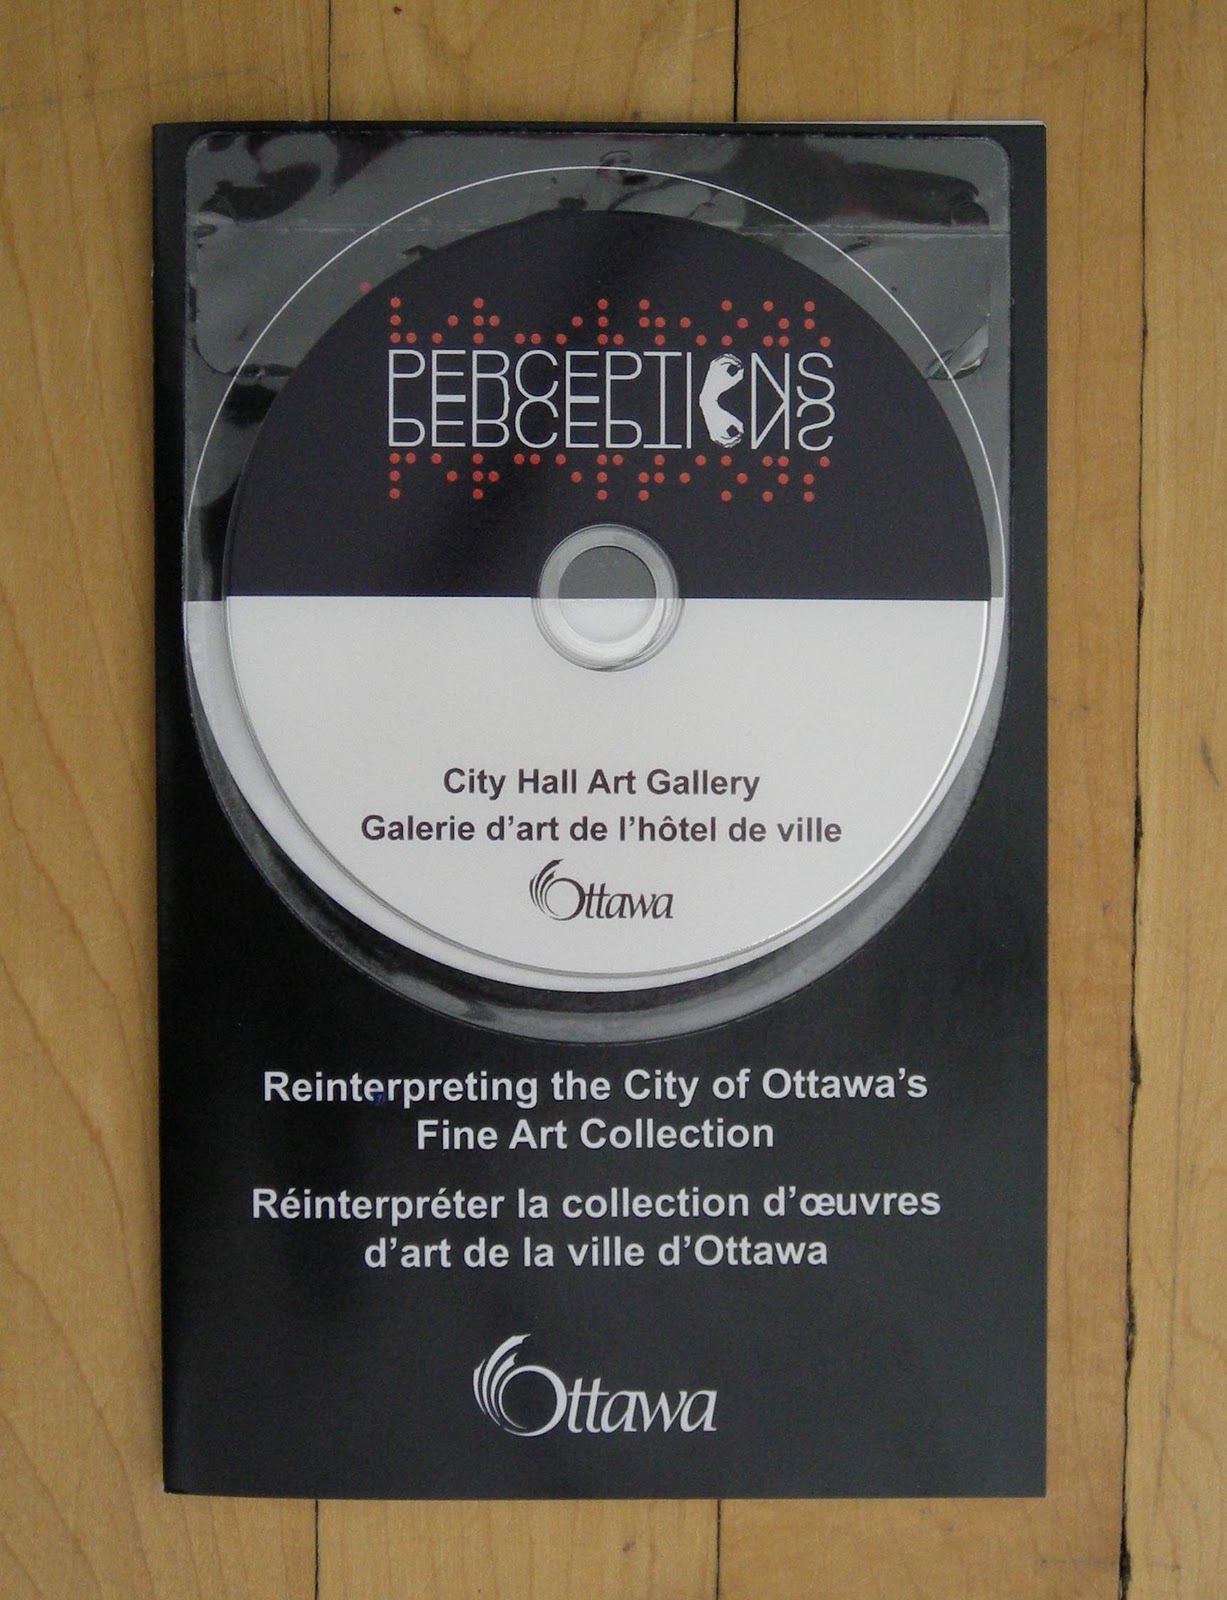 PERCEPTIONS
PERCEPTIONS
City Hall Art Gallery
Galerie d'art de l'hôtel de ville
Ottawa
Reinterpreting the City of Ottawa's
Fine Art Collection
Réinterpréter la collection d'œuvres
d'art de la ville d'Ottawa
Ottawa